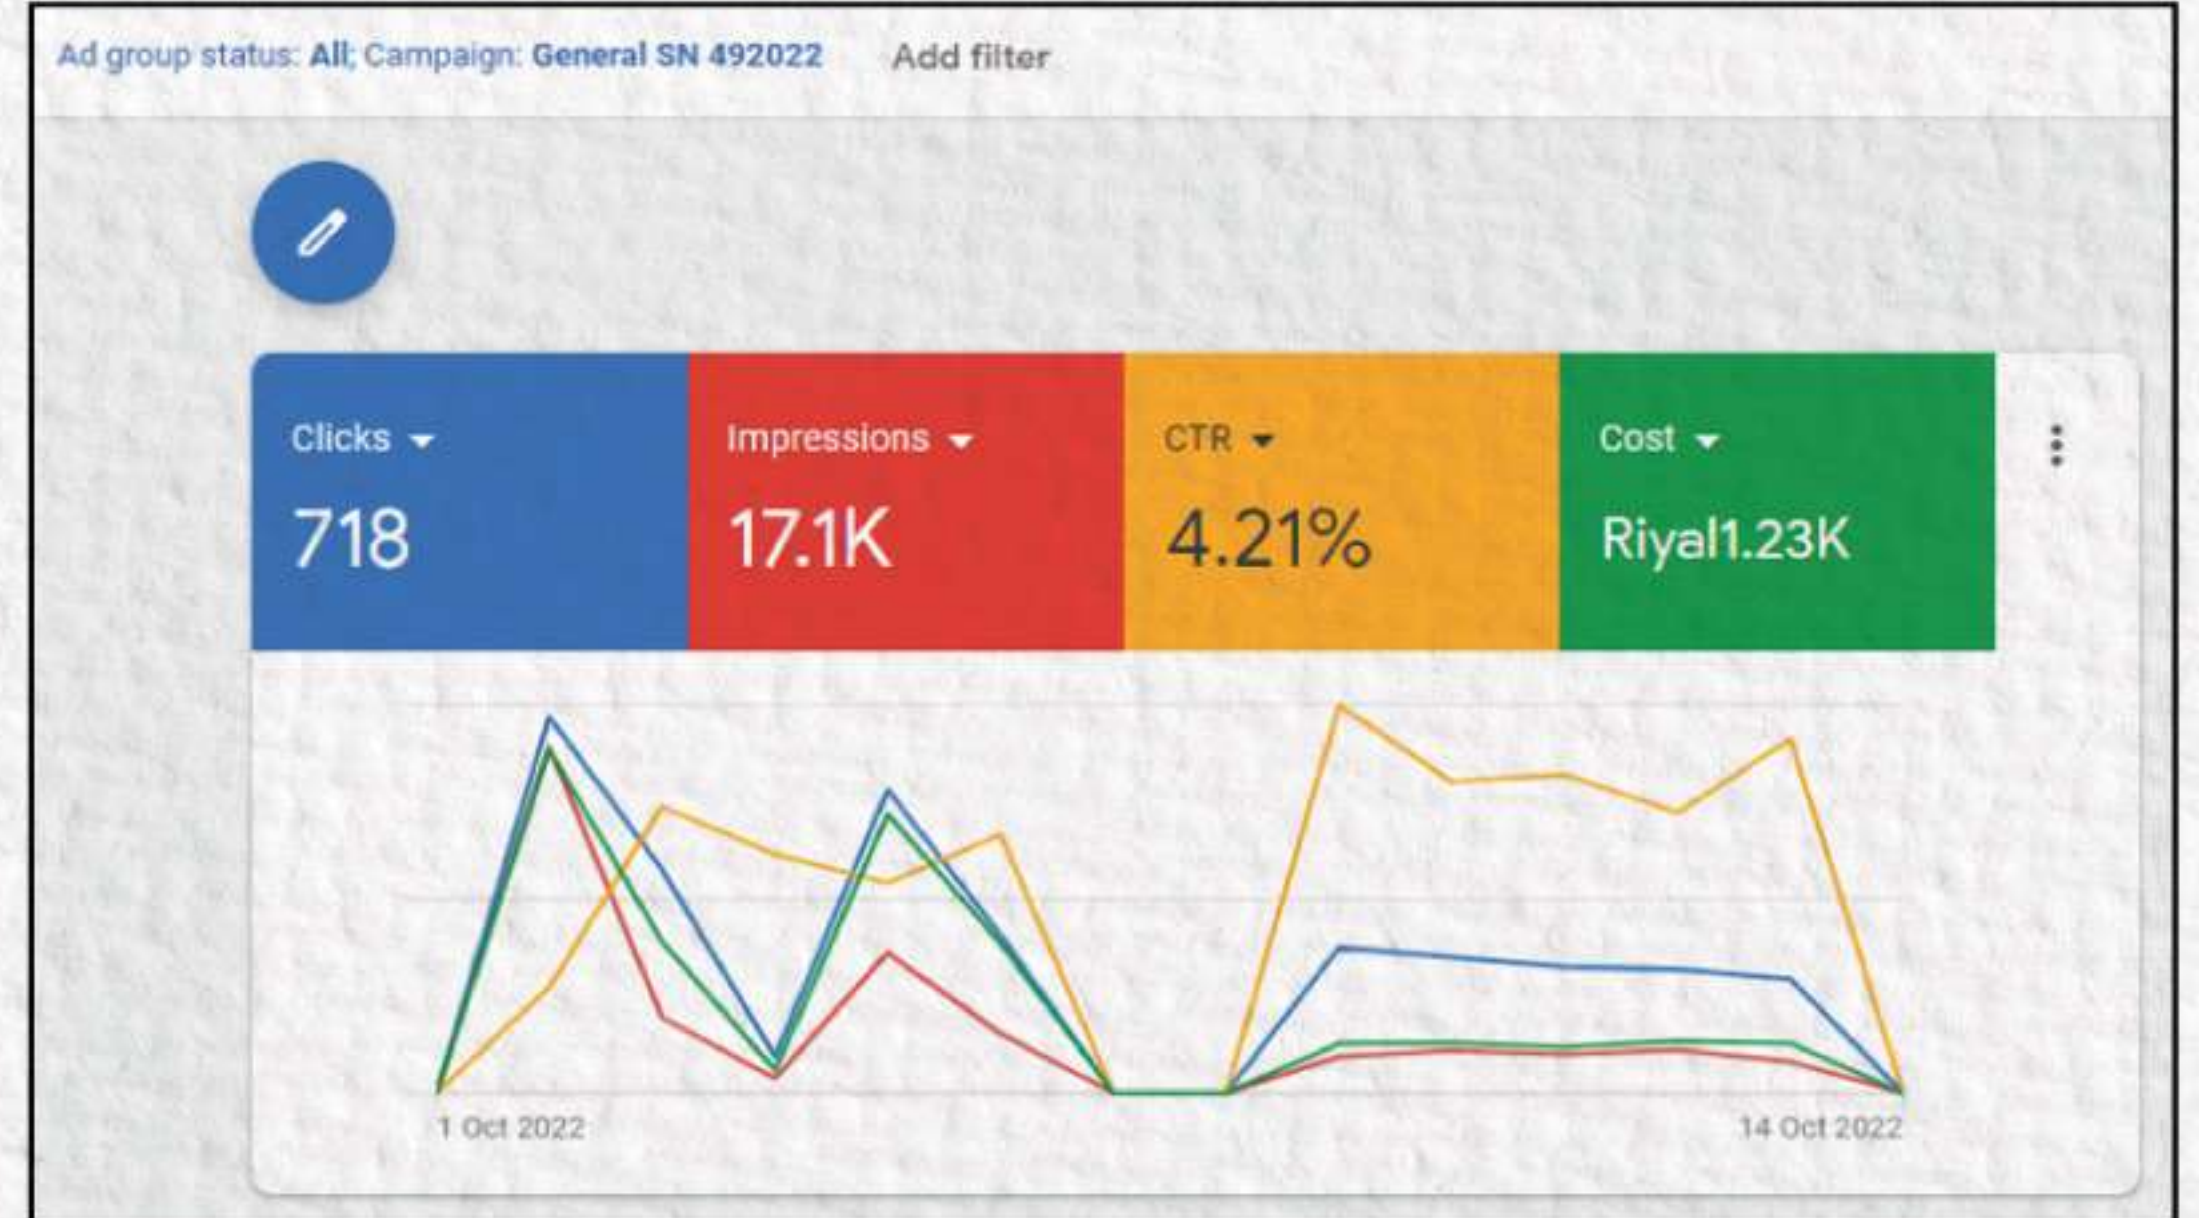 Ad group status: All; Campaign: General SN 492022 Add filter
Clicks Impressions CTR Cost
718 17.1K 4.21% Riyal1.23K
1 Oct 2022 14 Oct 2022